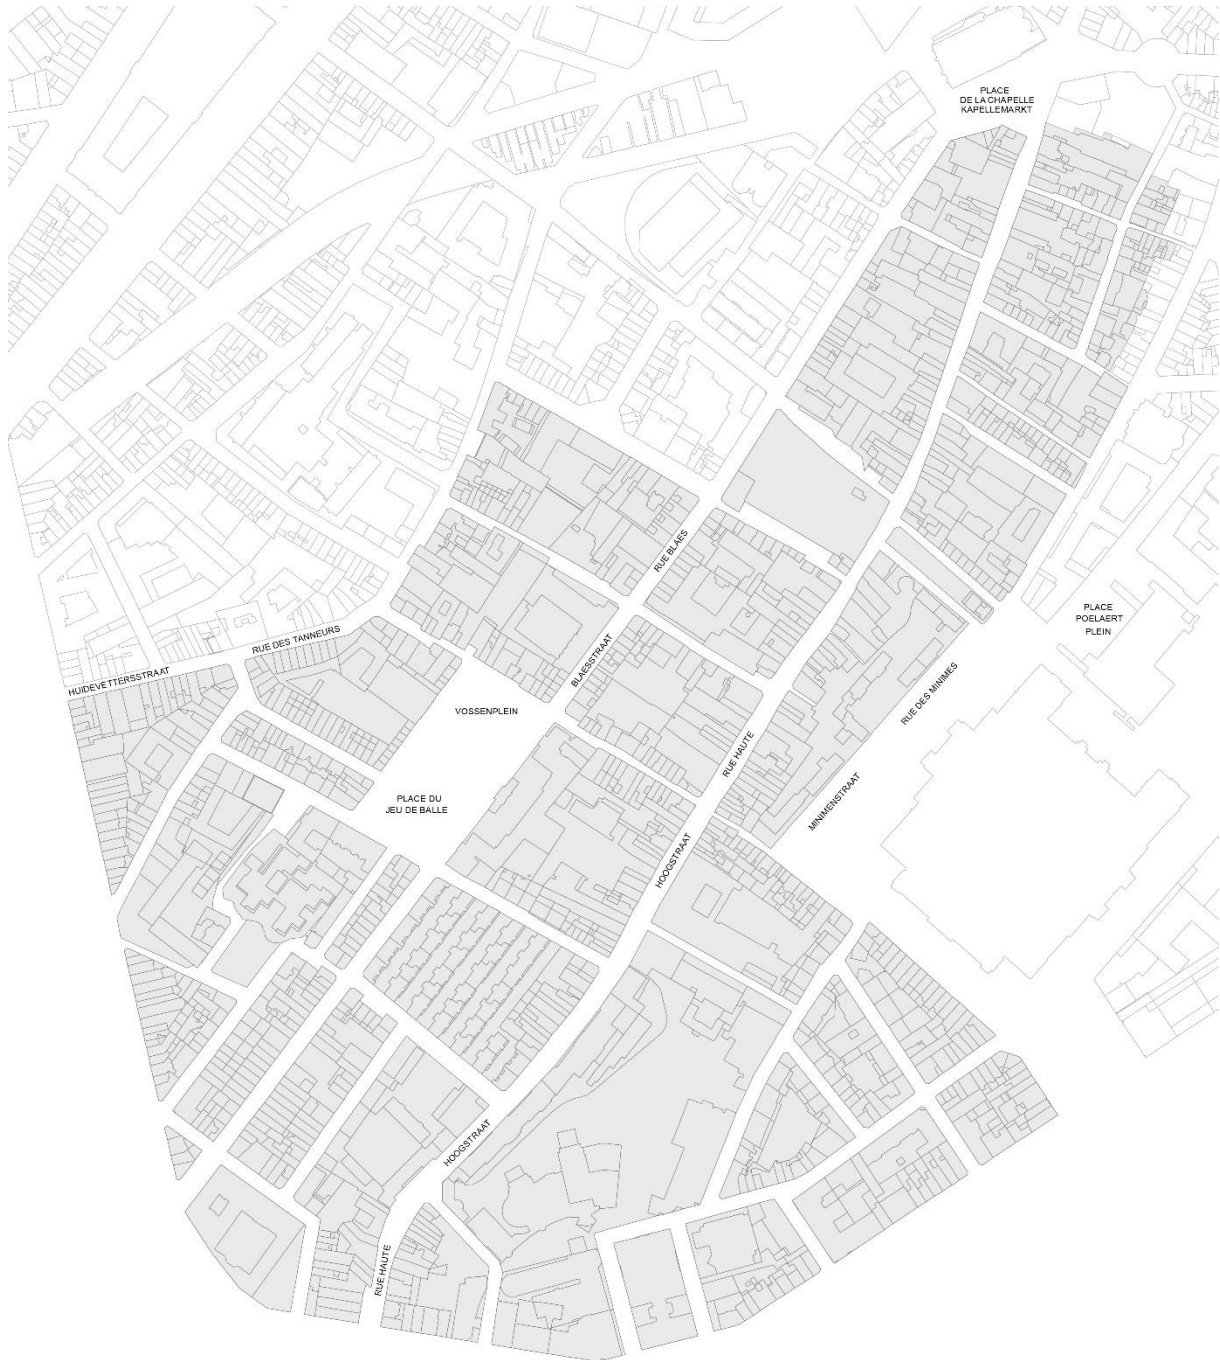 PLACE
DE LA CHAPELLE
KAPELLEMARKT
RUE BLAES
PLACE
POELAERT
PLEIN
RUE DES TANNEURS
HUIDEVETTERSSTRAAT
BLAESSTRAAT
VOSSENPLEIN
RUE DES MINIMES
RUE HAUTE
PLACE DU
JEU DE BALLE
MINIMENSTRAAT
HOOGSTRAAT
HOOGSTRAAT
RUE HAUTE